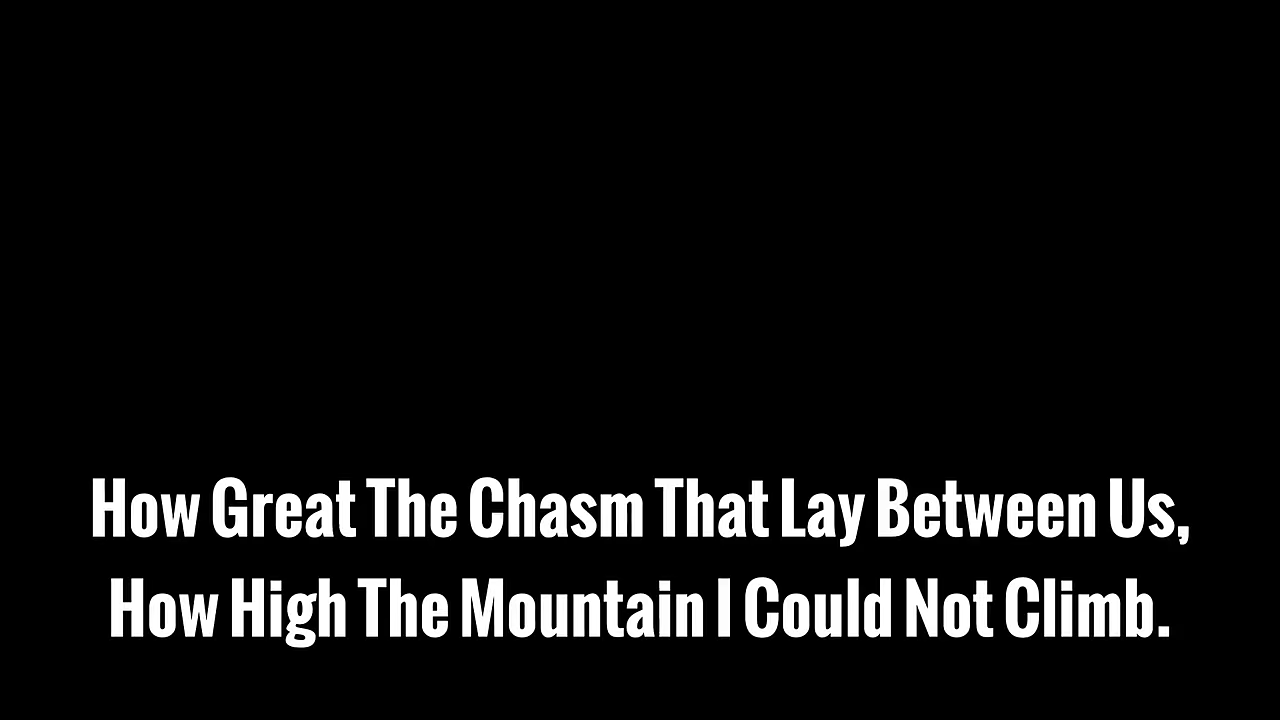 How Great The Chasm That Lay Between Us,
How High The Mountain I Could Not Climb.